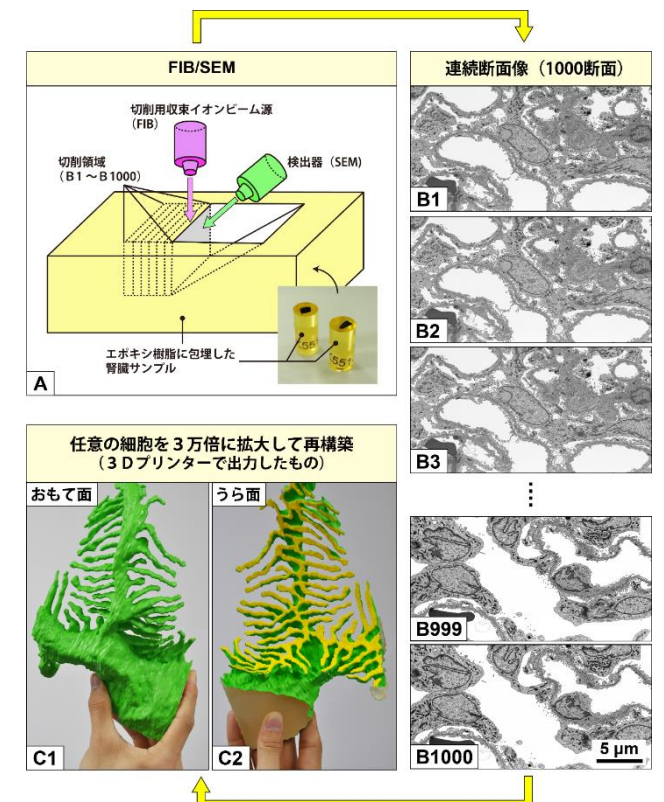 FIB/SEM
切削用収束イオンビーム源
(FIB)
切削領域
(B1～B1000)
検出器(SEM)
エポキシ樹脂に包埋した
腎臓サンプル
A
連続断面像（1000断面）
B1
B2
B3
B999
B1000
5 μm
任意の細胞を３万倍に拡大して再構築
（３Ｄプリンターで出力したもの）
おもて面
うら面
C1
C2